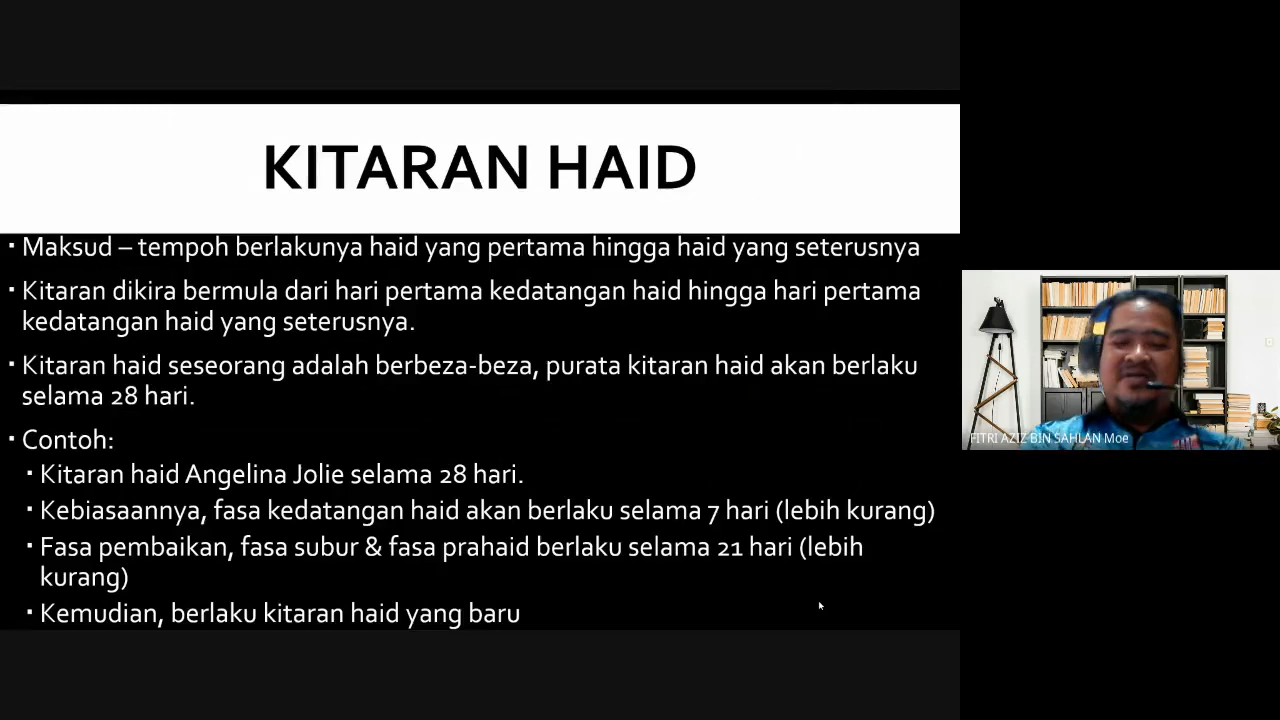 KITARAN HAID
▪ Maksud – tempoh berlakunya haid yang pertama hingga haid yang seterusnya
▪ Kitaran dikira bermula dari hari pertama kedatangan haid hingga hari pertama
kedatangan haid yang seterusnya.
▪ Kitaran haid seseorang adalah berbeza-beza, purata kitaran haid akan berlaku
selama 28 hari.
▪ Contoh:
▪ Kitaran haid Angelina Jolie selama 28 hari.
▪ Kebiasaannya, fasa kedatangan haid akan berlaku selama 7 hari (lebih kurang)
▪ Fasa pembaikan, fasa subur & fasa prahaid berlaku selama 21 hari (lebih
kurang)
▪ Kemudian, berlaku kitaran haid yang baru
FITRI AZIZ BIN SAHLAN Moe